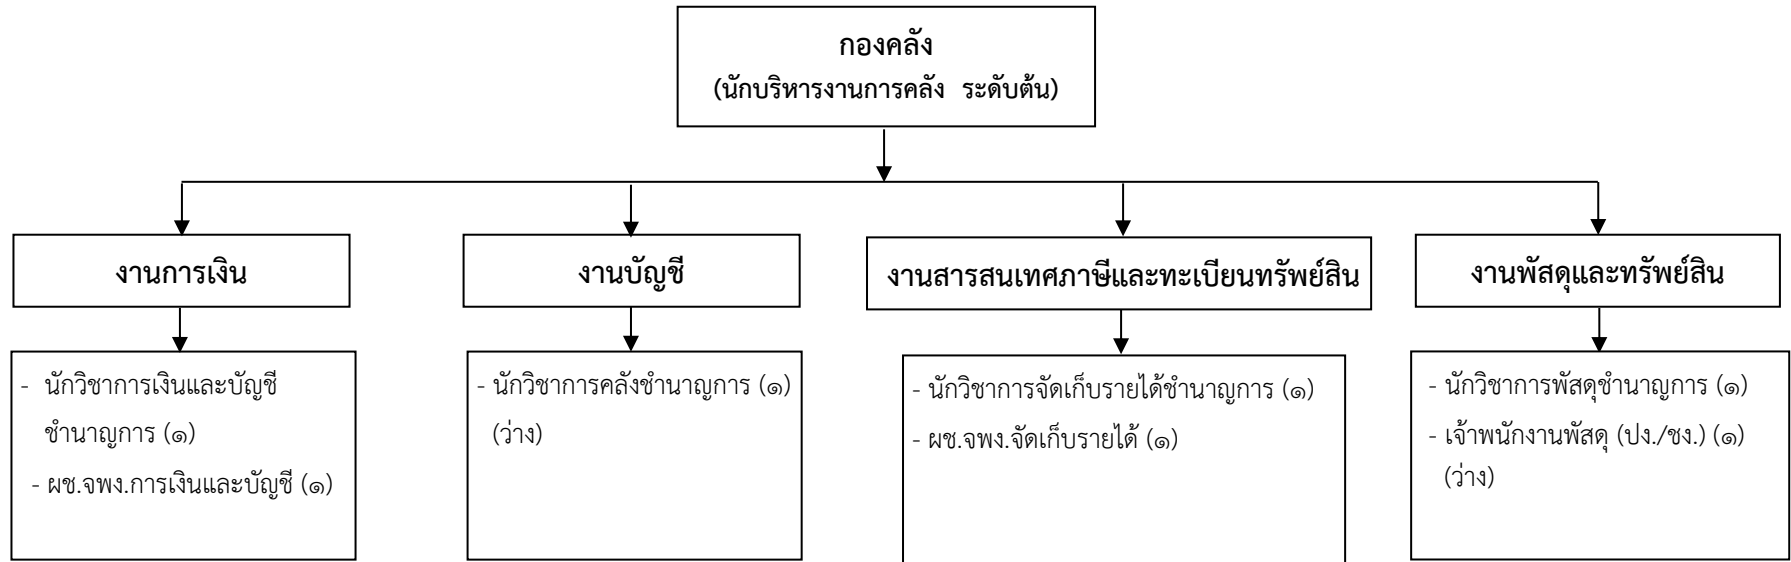 กองคลัง
(นักบริหารงานการคลัง ระดับต้น)
งานการเงิน
งานบัญชี
งานสารสนเทศภาษีและทะเบียนทรัพย์สิน
งานพัสดุและทรัพย์สิน
- นักวิชาการเงินและบัญชี
ชำนาญการ (๑)
- ผช.จพง.การเงินและบัญชี (๑)
- นักวิชาการคลังชำนาญการ (๑)
(ว่าง)
- นักวิชาการจัดเก็บรายได้ชำนาญการ (๑)
- ผช.จพง.จัดเก็บรายได้ (๑)
- นักวิชาการพัสดุชำนาญการ (๑)
- เจ้าพนักงานพัสดุ (ปง./ชง.) (๑)
(ว่าง)